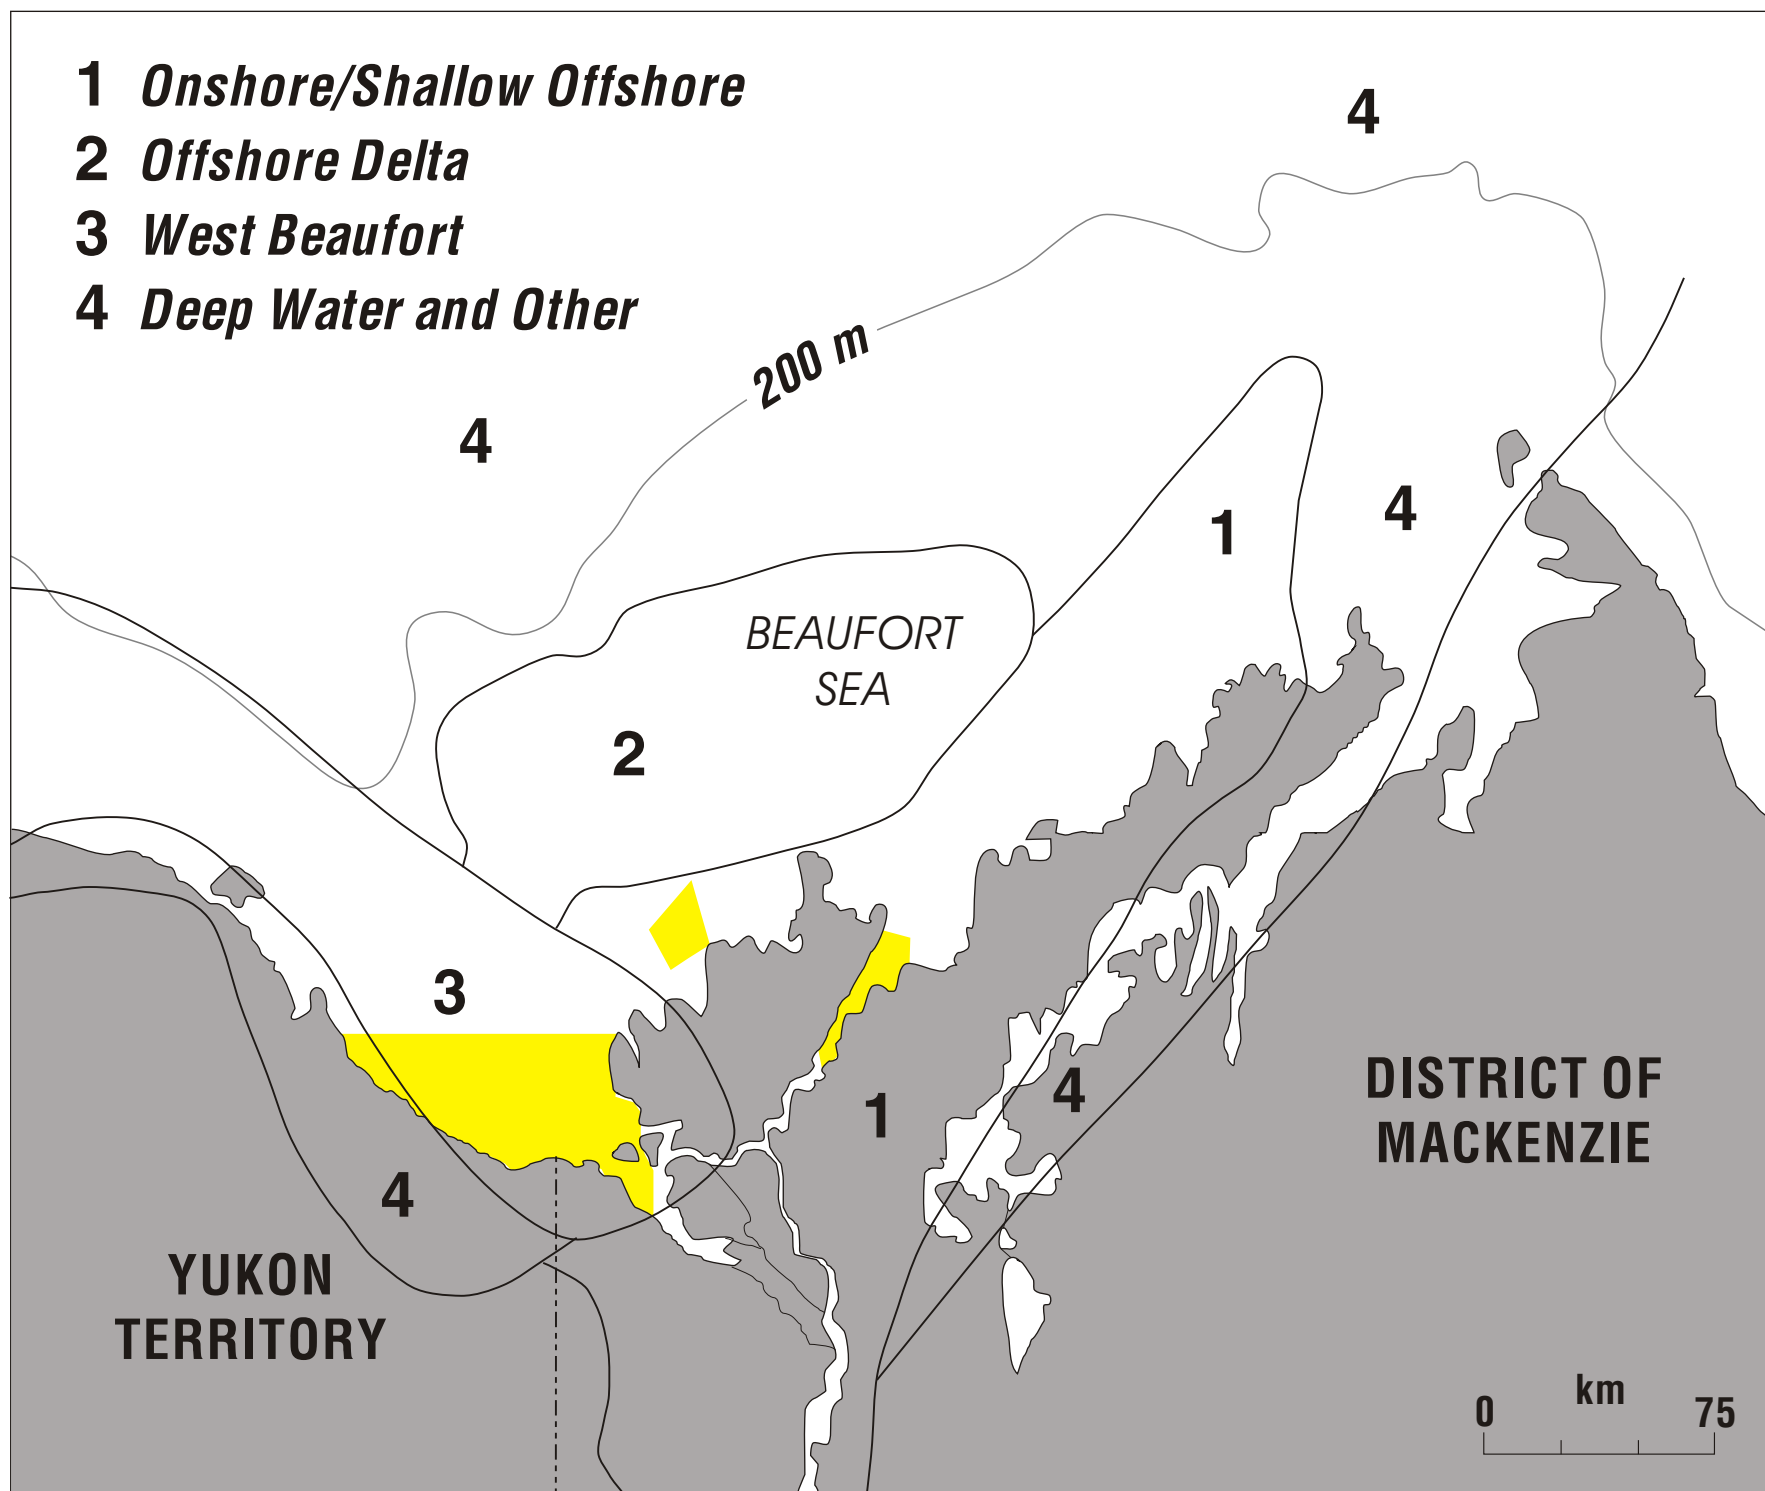 1 Onshore/Shallow Offshore
2 Offshore Delta
3 West Beaufort
4 Deep Water and Other
4
200 m
4
4
1
BEAUFORT
SEA
2
3
1
4
4
DISTRICT OF
MACKENZIE
YUKON
TERRITORY
km
0 75